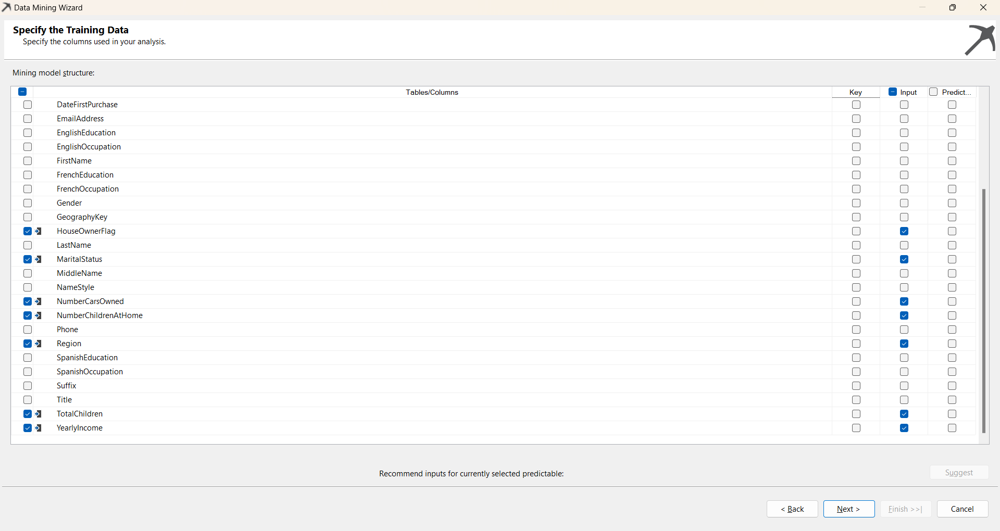 Data Mining Wizard
Specify the Training Data
Specify the columns used in your analysis.
Mining model structure:
Tables/Columns Key Input Predict...
DateFirstPurchase
EmailAddress
EnglishEducation
EnglishOccupation
FirstName
FrenchEducation
FrenchOccupation
Gender
GeographyKey
HouseOwnerFlag
LastName
MaritalStatus
MiddleName
NameStyle
NumberCarsOwned
NumberChildrenAtHome
Phone
Region
SpanishEducation
SpanishOccupation
Suffix
Title
TotalChildren
YearlyIncome
Recommend inputs for currently selected predictable: Suggest
< Back Next > Finish >>| Cancel